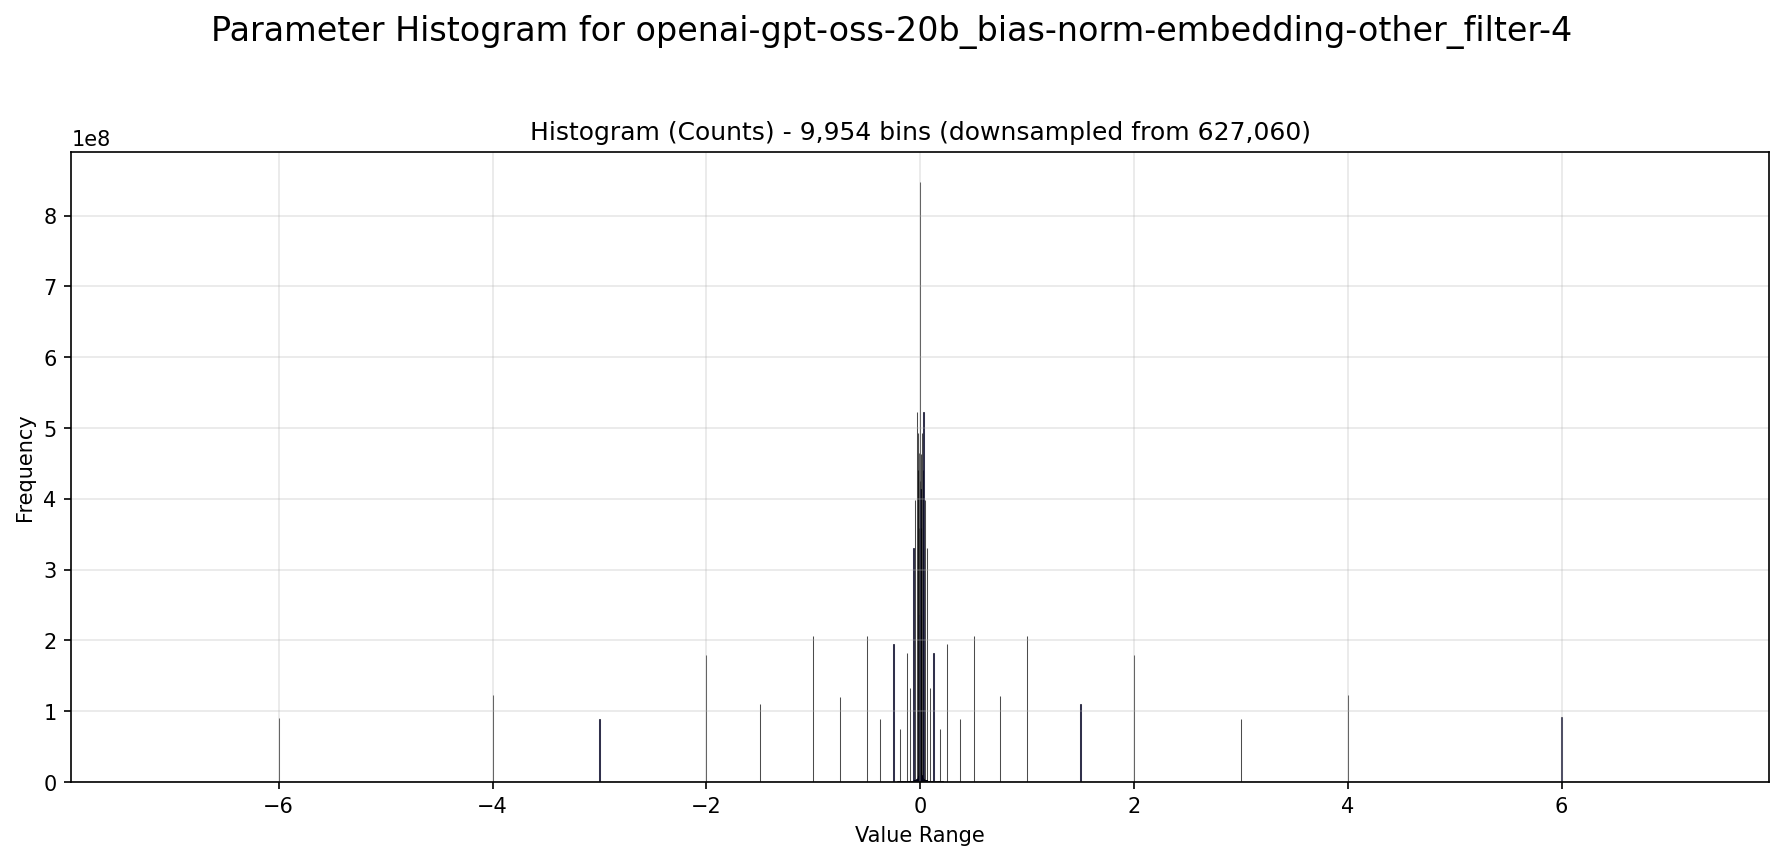 Parameter Histogram for openai-gpt-oss-20b_bias-norm-embedding-other_filter-4
Histogram (Counts) - 9,954 bins (downsampled from 627,060)
1e8
8
7
6
5
4
3
2
1
0
Frequency
−6 −4 −2 0 2 4 6
Value Range